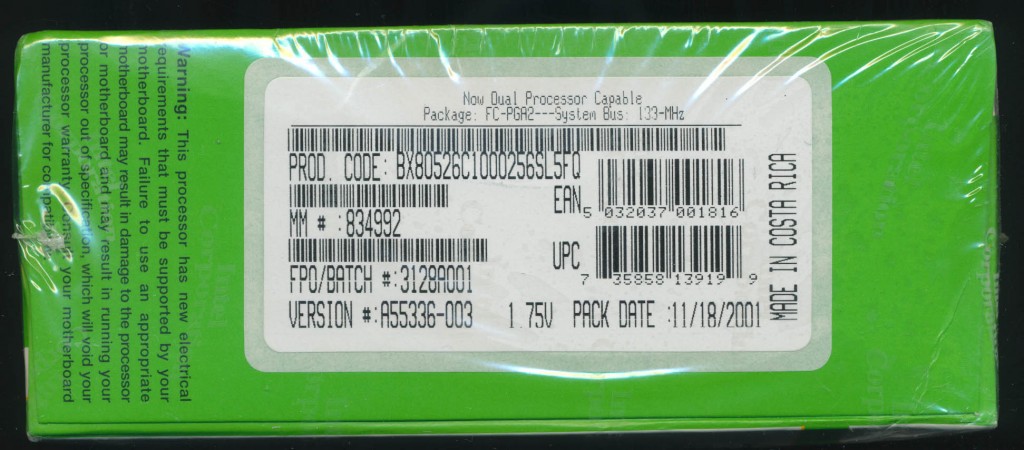 Now Dual Processor Capable
Package: FC-PGA2---System Bus: 133-MHz
PROD. CODE: BX80526C1000256SL5FQ
EAN
5 032037 001816
MM # :834992
UPC
7 35858 13919 9
FPO/BATCH #:3128A001
VERSION #:A55336-003 1.75V PACK DATE :11/18/2001
MADE IN COSTA RICA
Warning: This processor has new electrical
requirements that must be supported by your
motherboard. Failure to use an appropriate
motherboard may result in damage to the processor
or motherboard and may result in running your
processor out of specification, which will void your
processor your motherboard
manufacturer for